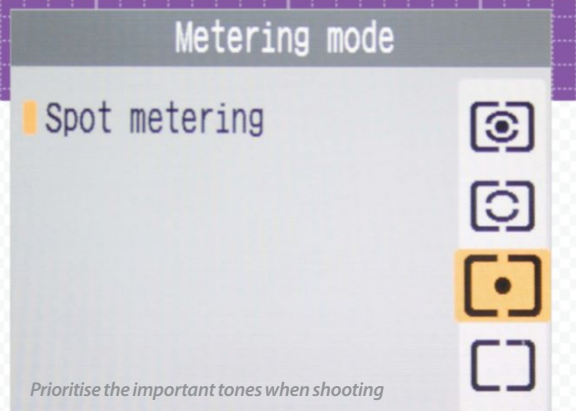 Metering mode
Spot metering
Prioritise the important tones when shooting